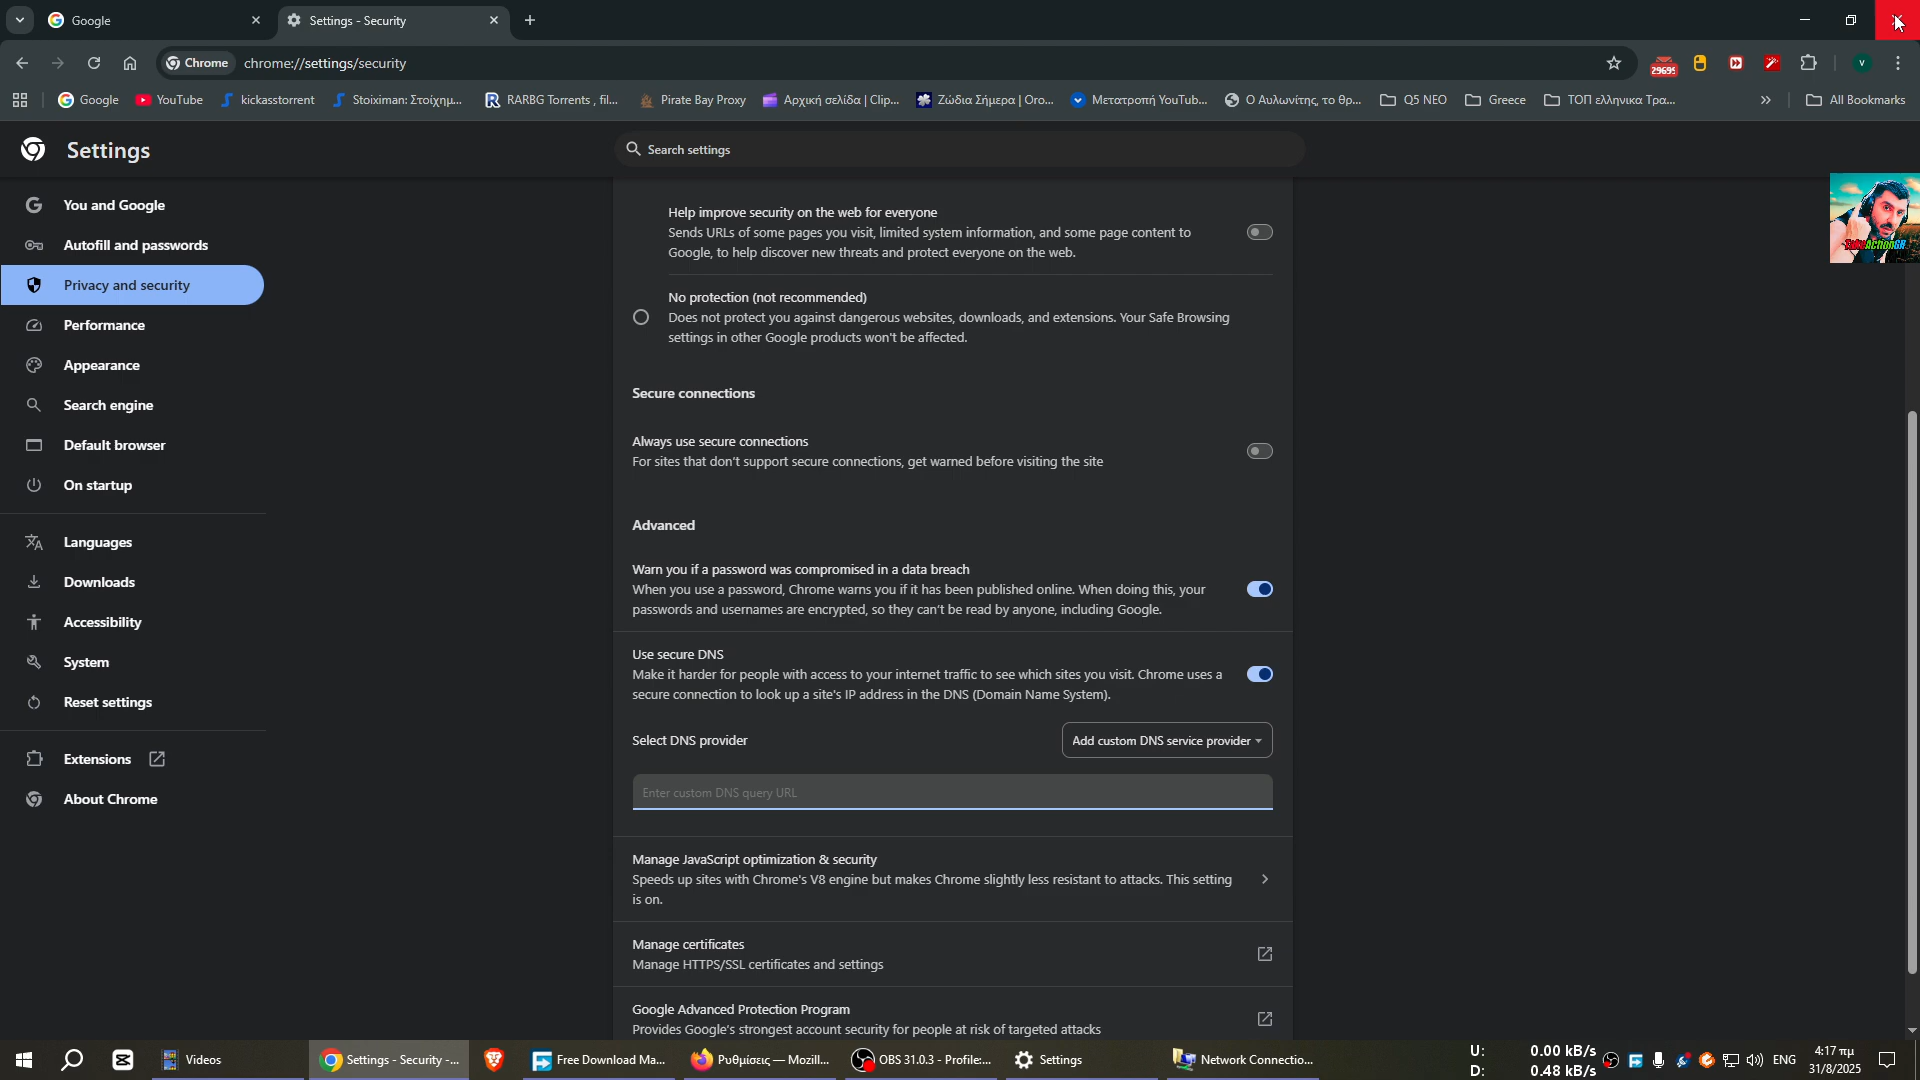 Google
Settings - Security
Chrome
chrome://settings/security
29695
v
Google
YouTube
kickasstorrent
Stoiximan: Στοίχημ...
RARBG Torrents , fil...
Pirate Bay Proxy
Αρχική σελίδα | Clip...
Ζώδια Σήμερα | Oro...
Μετατροπή YouTub...
Ο Αυλωνίτης, το θρ...
Q5 NEO
Greece
ΤΟΠ ελληνικα Τρα...
All Bookmarks
Settings
Search settings
You and Google
Autofill and passwords
Privacy and security
Performance
Appearance
Search engine
Default browser
On startup
Languages
Downloads
Accessibility
System
Reset settings
Extensions
About Chrome
TakeActionGR
Help improve security on the web for everyone
Sends URLs of some pages you visit, limited system information, and some page content to
Google, to help discover new threats and protect everyone on the web.
No protection (not recommended)
Does not protect you against dangerous websites, downloads, and extensions. Your Safe Browsing
settings in other Google products won't be affected.
Secure connections
Always use secure connections
For sites that don't support secure connections, get warned before visiting the site
Advanced
Warn you if a password was compromised in a data breach
When you use a password, Chrome warns you if it has been published online. When doing this, your
passwords and usernames are encrypted, so they can't be read by anyone, including Google.
Use secure DNS
Make it harder for people with access to your internet traffic to see which sites you visit. Chrome uses a
secure connection to look up a site's IP address in the DNS (Domain Name System).
Select DNS provider
Add custom DNS service provider
Enter custom DNS query URL
Manage JavaScript optimization & security
Speeds up sites with Chrome's V8 engine but makes Chrome slightly less resistant to attacks. This setting
is on.
Manage certificates
Manage HTTPS/SSL certificates and settings
Google Advanced Protection Program
Provides Google's strongest account security for people at risk of targeted attacks
Videos
Settings - Security -...
Free Download Ma...
Ρυθμίσεις — Mozill...
OBS 31.0.3 - Profile:...
Settings
Network Connectio...
U: 0.00 kB/s
D: 0.48 kB/s
ENG
4:17 πμ
31/8/2025